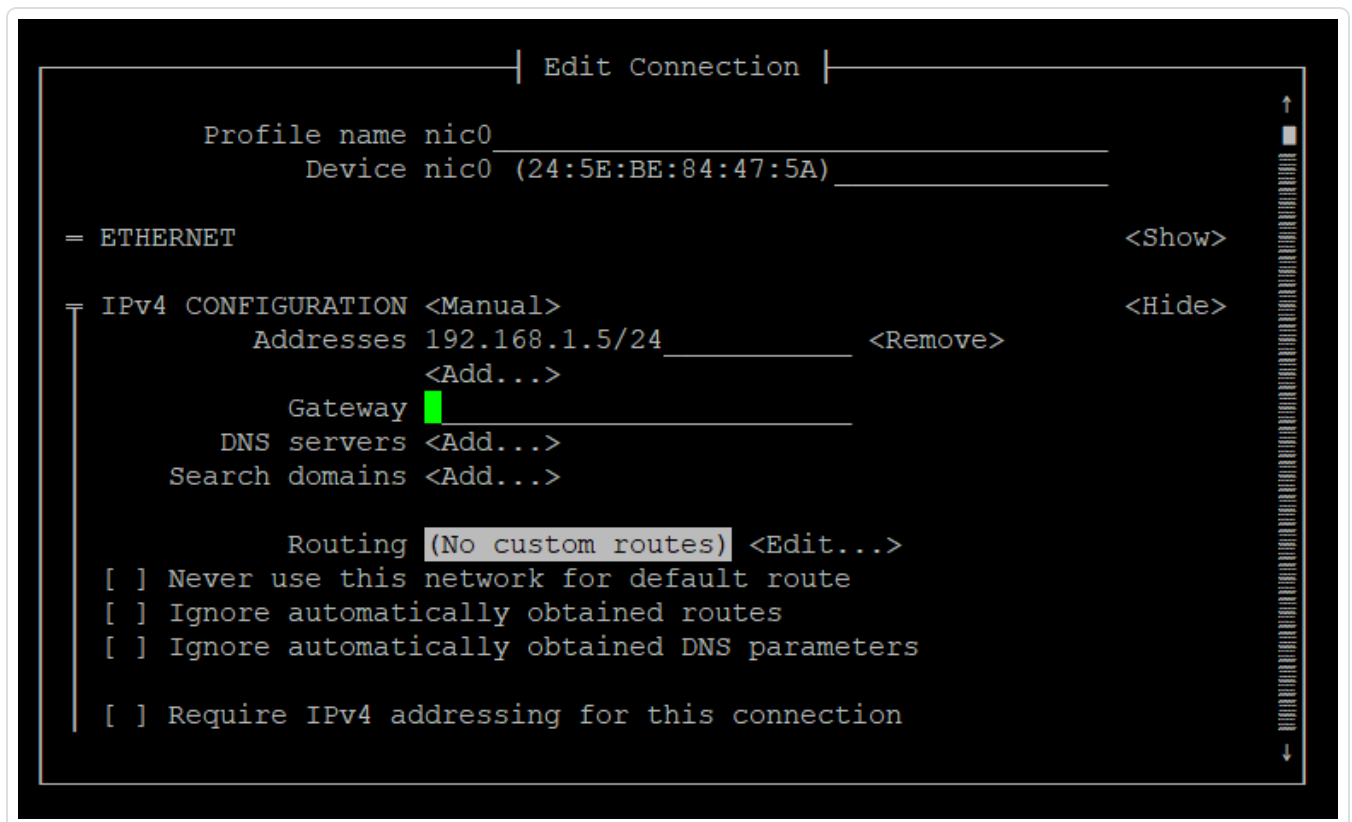 Edit Connection
Profile name nic0
Device nic0 (24:5E:BE:84:47:5A)
= ETHERNET <Show>
IPv4 CONFIGURATION <Manual> <Hide>
Addresses 192.168.1.5/24 <Remove>
<Add...>
Gateway
DNS servers <Add...>
Search domains <Add...>
Routing (No custom routes) <Edit...>
[ ] Never use this network for default route
[ ] Ignore automatically obtained routes
[ ] Ignore automatically obtained DNS parameters
[ ] Require IPv4 addressing for this connection